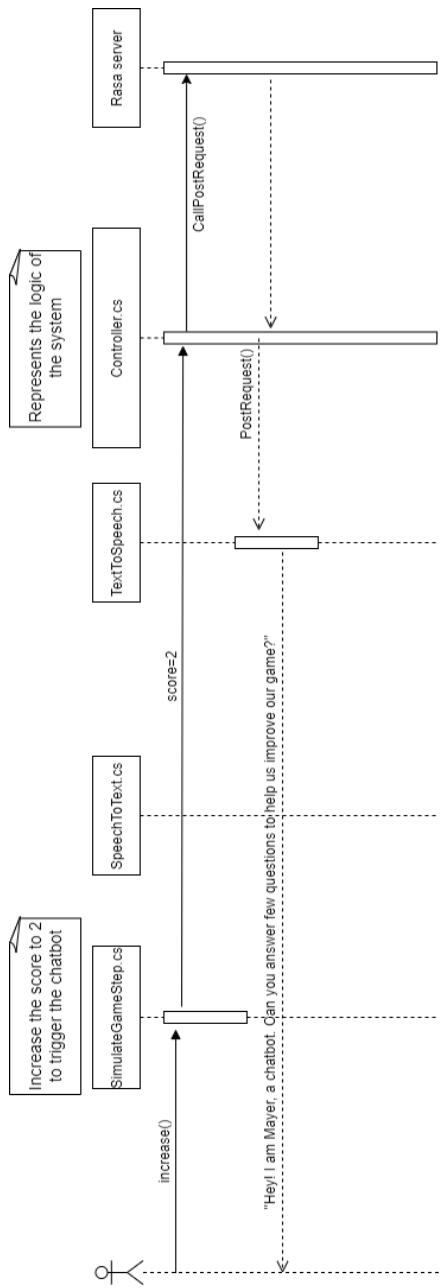 Increase the score to 2
to trigger the chatbot
Represents the logic of
the system
SimulateGameStep.cs
SpeechToText.cs
TextToSpeech.cs
Controller.cs
Rasa server
increase()
score=2
CallPostRequest()
PostRequest()
"Hey! I am Mayer, a chatbot. Can you answer few questions to help us improve our game?"